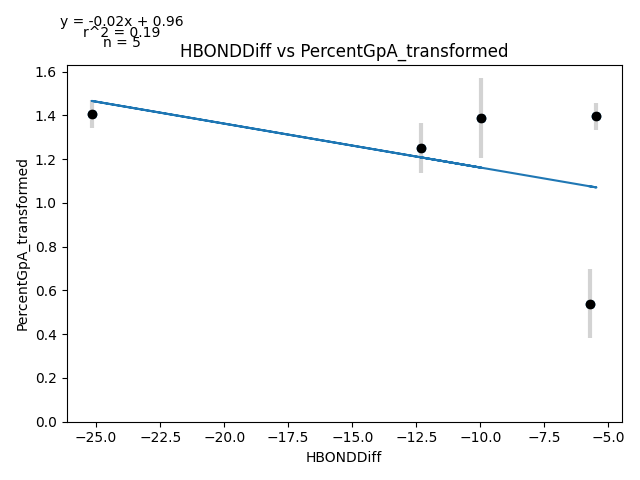 y = -0.02x + 0.96
r^2 = 0.19
n = 5
HBONDDiff vs PercentGpA_transformed
1.6
1.4
1.2
1.0
0.8
0.6
0.4
0.2
0.0
PercentGpA_transformed
−25.0 −22.5 −20.0 −17.5 −15.0 −12.5 −10.0 −7.5 −5.0
HBONDDiff